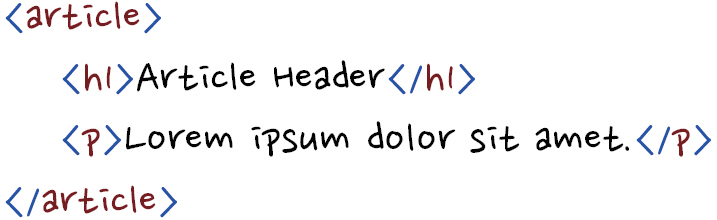 <article>
<h1>Article Header</h1>
<p>Lorem ipsum dolor sit amet.</p>
</article>